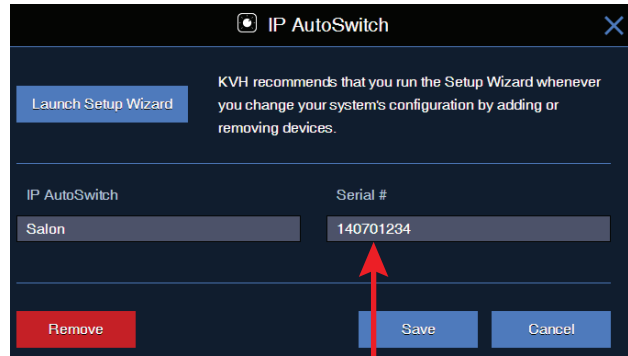 IP AutoSwitch
Launch Setup Wizard
KVH recommends that you run the Setup Wizard whenever
you change your system's configuration by adding or
removing devices.
IP AutoSwitch
Serial #
Salon
140701234
Remove
Save
Cancel